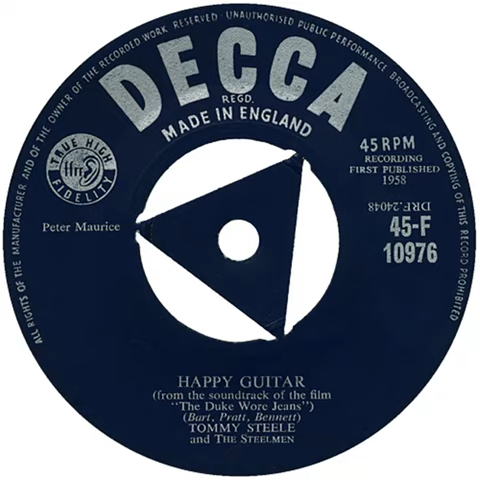 ALL RIGHTS OF THE MANUFACTURER AND OF THE OWNER OF THE RECORDED WORK RESERVED UNAUTHORISED PUBLIC PERFORMANCE BROADCASTING AND COPYING OF THIS RECORD PROHIBITED
DECCA
REGD.
MADE IN ENGLAND
TRUE HIGH
ffrr
FIDELITY
45 RPM
RECORDING
FIRST PUBLISHED
1958
DRF.24048
Peter Maurice
45-F
10976
HAPPY GUITAR
(from the soundtrack of the film
"The Duke Wore Jeans")
(Bart, Pratt, Bennett)
TOMMY STEELE
and THE STEELMEN